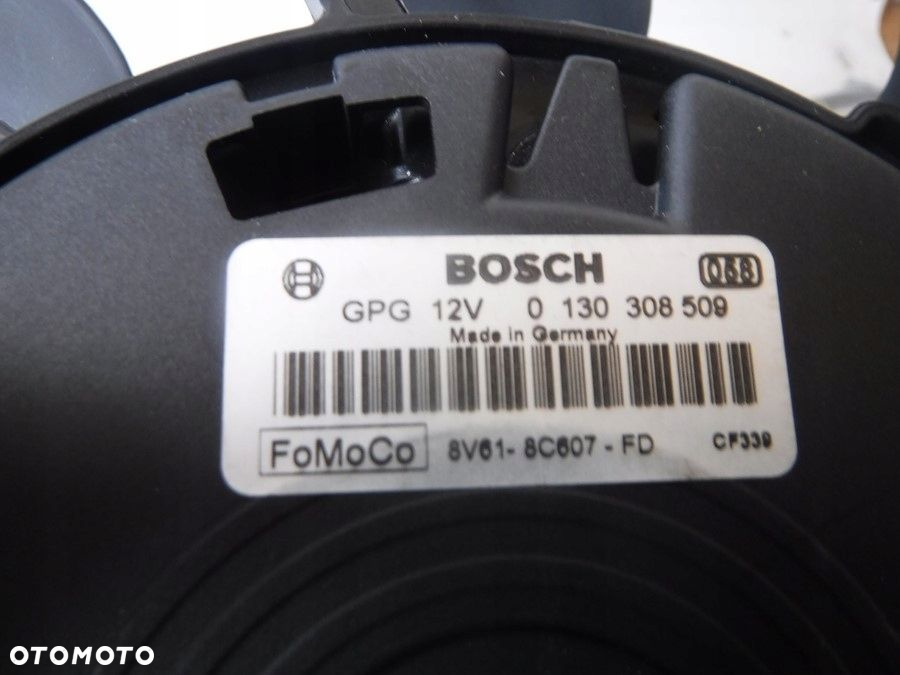 BOSCH
058
GPG 12V 0 130 308 509
Made in Germany
FoMoCo 8V61- 8C607 - FD CF339
OTOMOTO